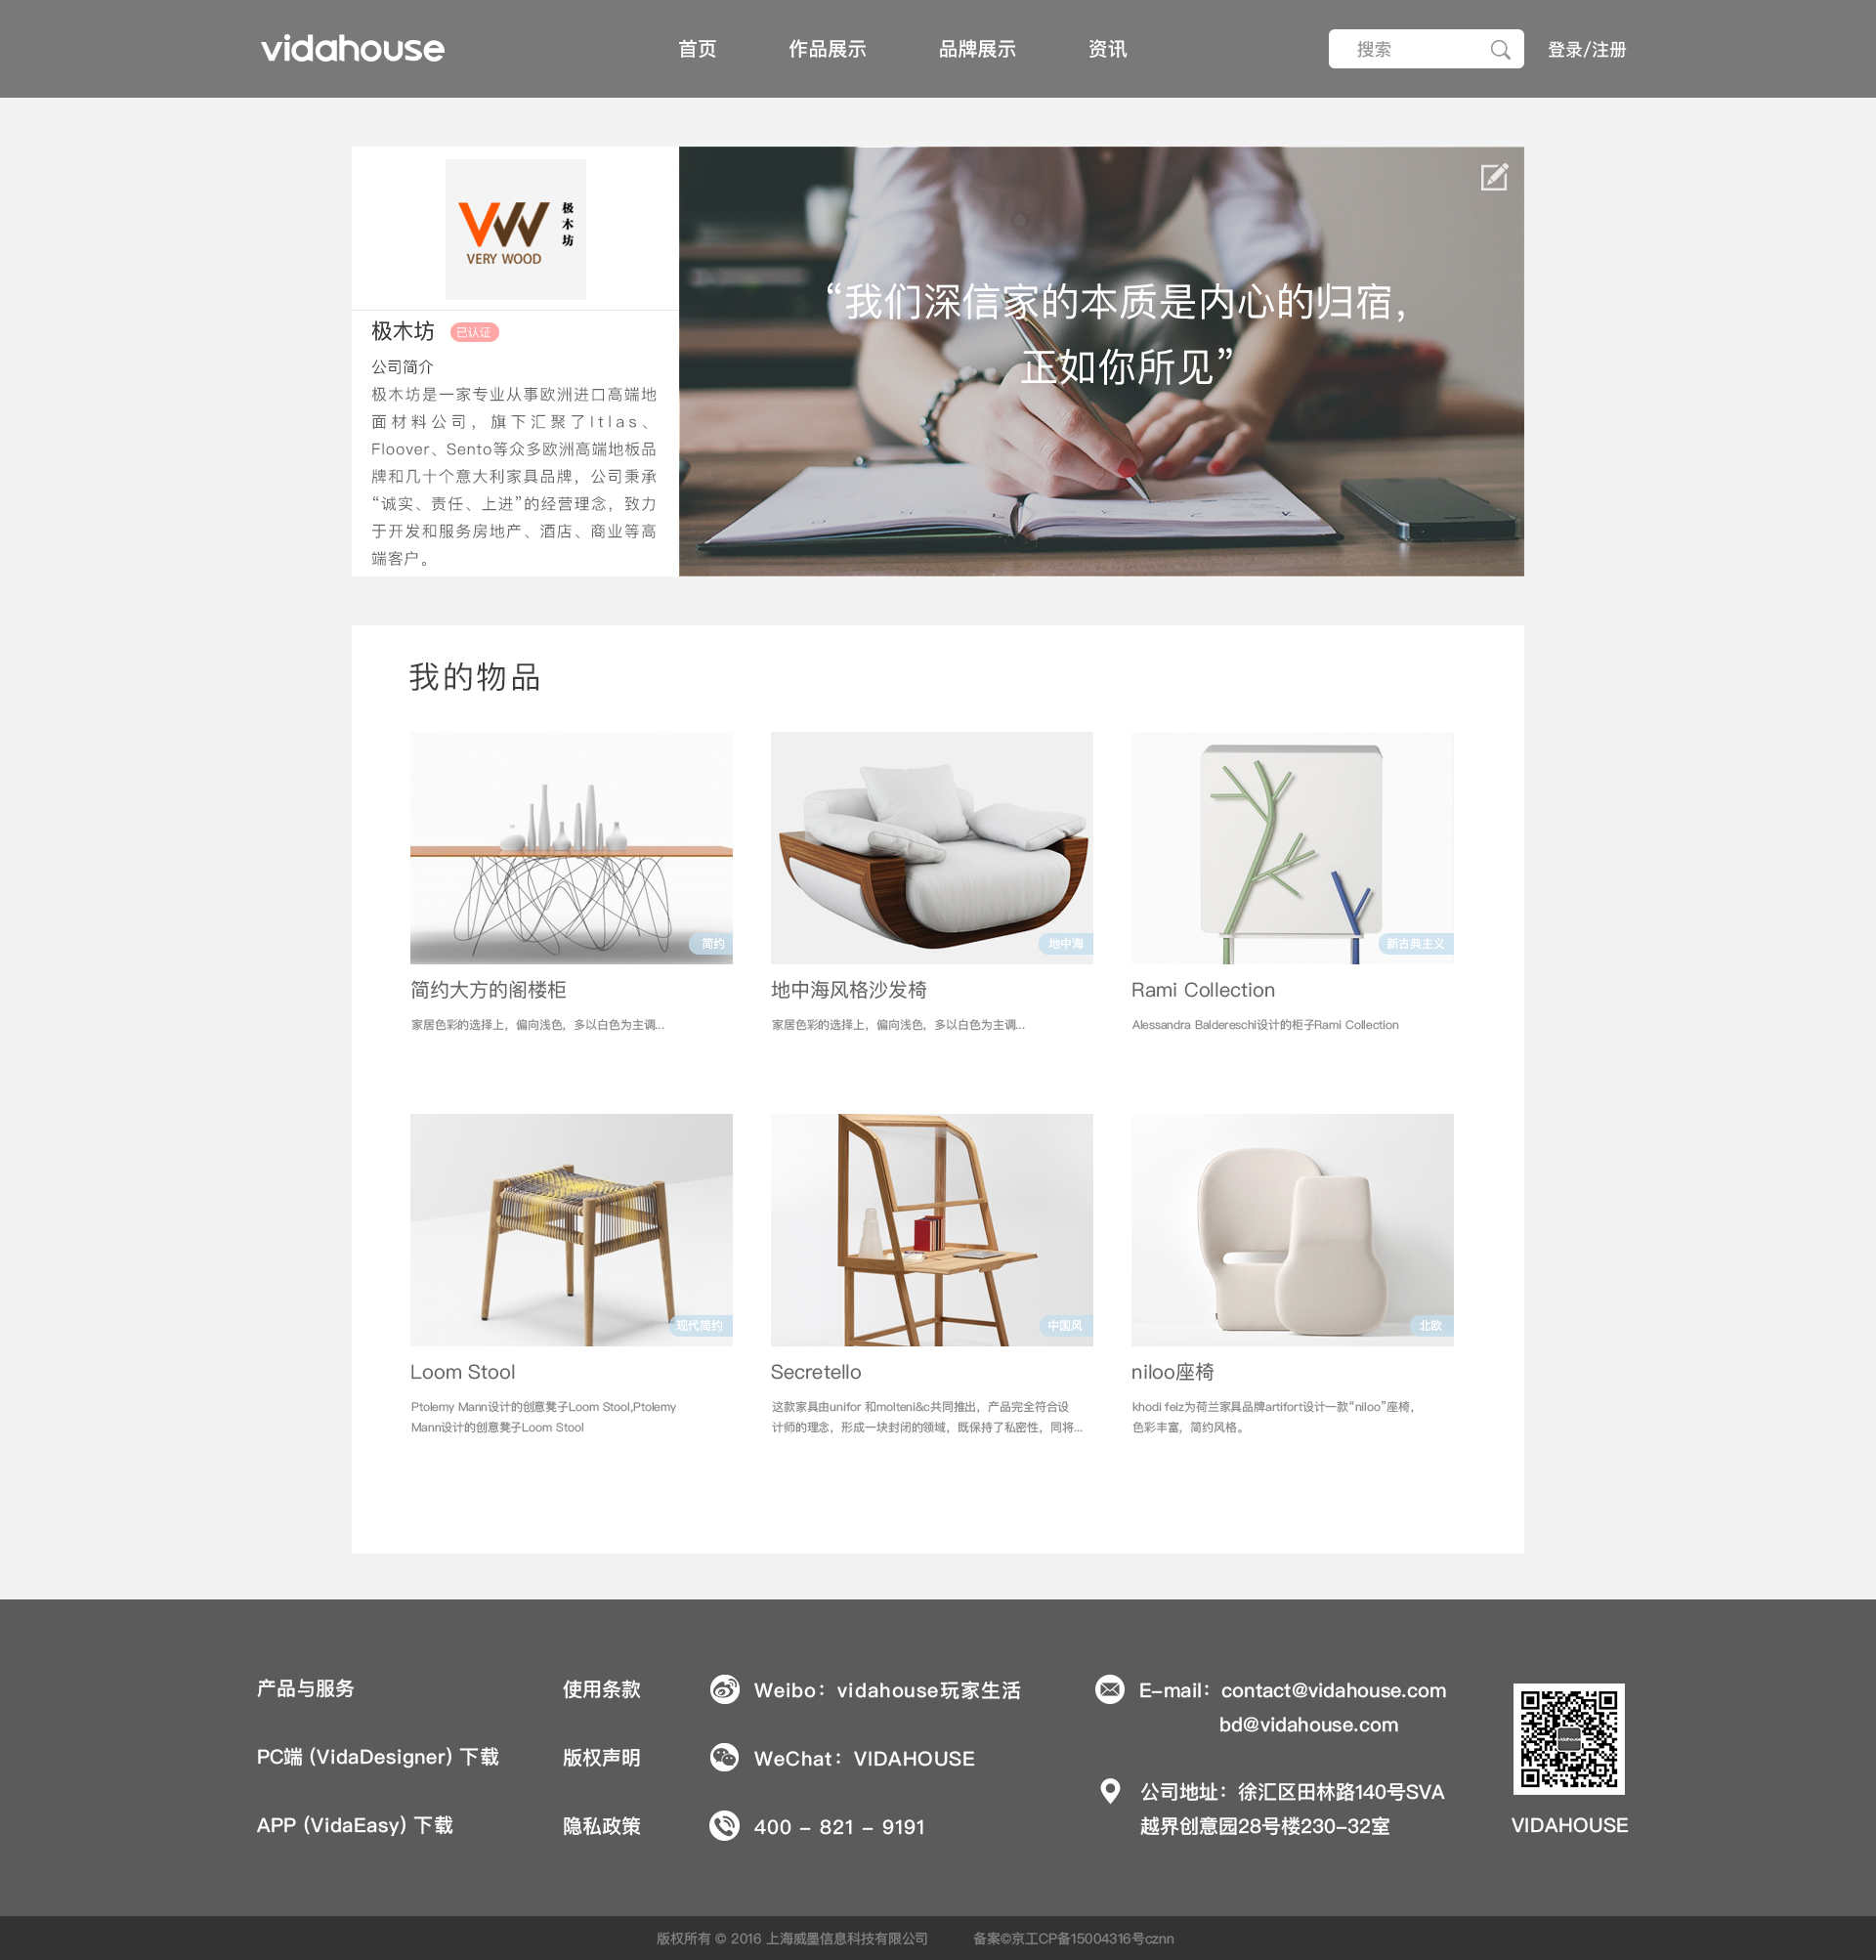 vidahouse 首页 作品展示 品牌展示 资讯 搜索 登录/注册
VERY WOOD
极木坊
极木坊 已认证
公司简介
极木坊是一家专业从事欧洲进口高端地
面材料公司，旗下汇聚了Itlas、
Floover、Sento等众多欧洲高端地板品
牌和几十个意大利家具品牌，公司秉承
“诚实、责任、上进”的经营理念，致力
于开发和服务房地产、酒店、商业等高
端客户。
“我们深信家的本质是内心的归宿，
正如你所见”
我的物品
简约
简约大方的阁楼柜
家居色彩的选择上，偏向浅色，多以白色为主调...
地中海
地中海风格沙发椅
家居色彩的选择上，偏向浅色，多以白色为主调...
新古典主义
Rami Collection
Alessandra Baldereschi设计的柜子Rami Collection
现代简约
Loom Stool
Ptolemy Mann设计的创意凳子Loom Stool,Ptolemy
Mann设计的创意凳子Loom Stool
中国风
Secretello
这款家具由unifor 和molteni&c共同推出，产品完全符合设
计师的理念，形成一块封闭的领域，既保持了私密性，同将...
北欧
niloo座椅
khodi feiz为荷兰家具品牌artifort设计一款“niloo”座椅，
色彩丰富，简约风格。
产品与服务
PC端 (VidaDesigner) 下载
APP (VidaEasy) 下载
使用条款
版权声明
隐私政策
Weibo：vidahouse玩家生活
WeChat：VIDAHOUSE
400 - 821 - 9191
E-mail：contact@vidahouse.com
bd@vidahouse.com
公司地址：徐汇区田林路140号SVA
越界创意园28号楼230-32室
vidahouse
VIDAHOUSE
版权所有 © 2016 上海威墨信息科技有限公司 备案©京工CP备15004316号cznn